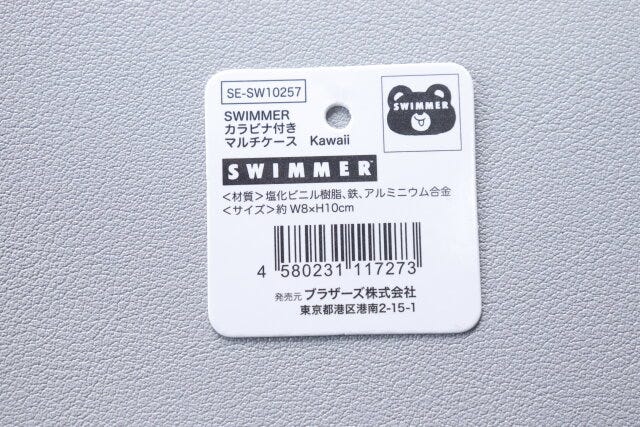 SE-SW10257
SWIMMER
SWIMMER
カラビナ付き
マルチケース Kawaii
SWIMMER
＜材質＞塩化ビニル樹脂、鉄、アルミニウム合金
＜サイズ＞約 W8×H10cm
4 580231 117273
発売元 ブラザーズ株式会社
東京都港区港南2-15-1